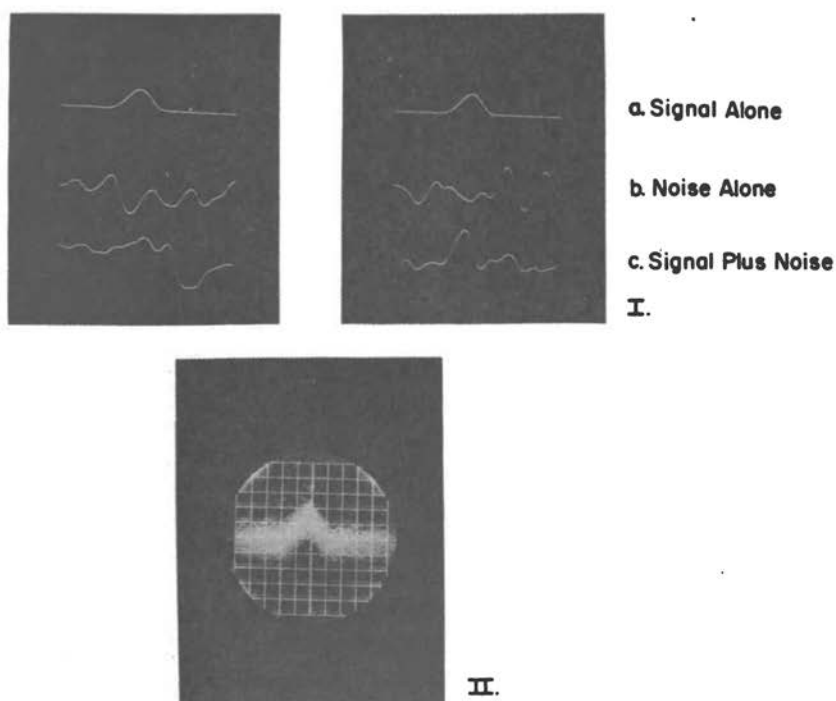 a. Signal Alone
b. Noise Alone
c. Signal Plus Noise
I.
II.